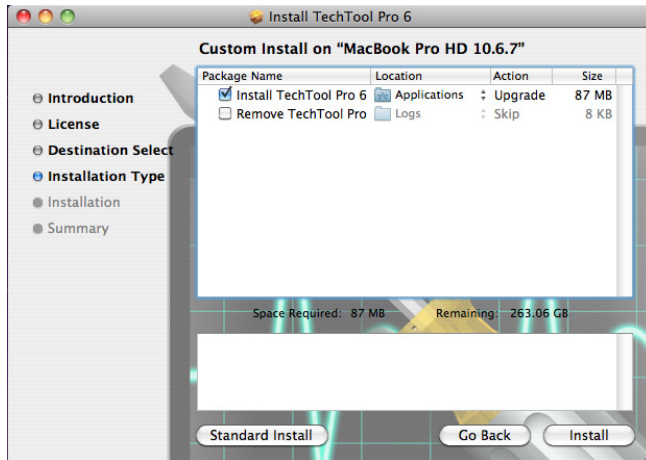 Install TechTool Pro 6
Custom Install on “MacBook Pro HD 10.6.7”
Introduction
License
Destination Select
Installation Type
Installation
Summary
Package Name Location Action Size
Install TechTool Pro 6 Applications Upgrade 87 MB
Remove TechTool Pro Logs Skip 8 KB
Space Required: 87 MB Remaining: 263.06 GB
Standard Install Go Back Install